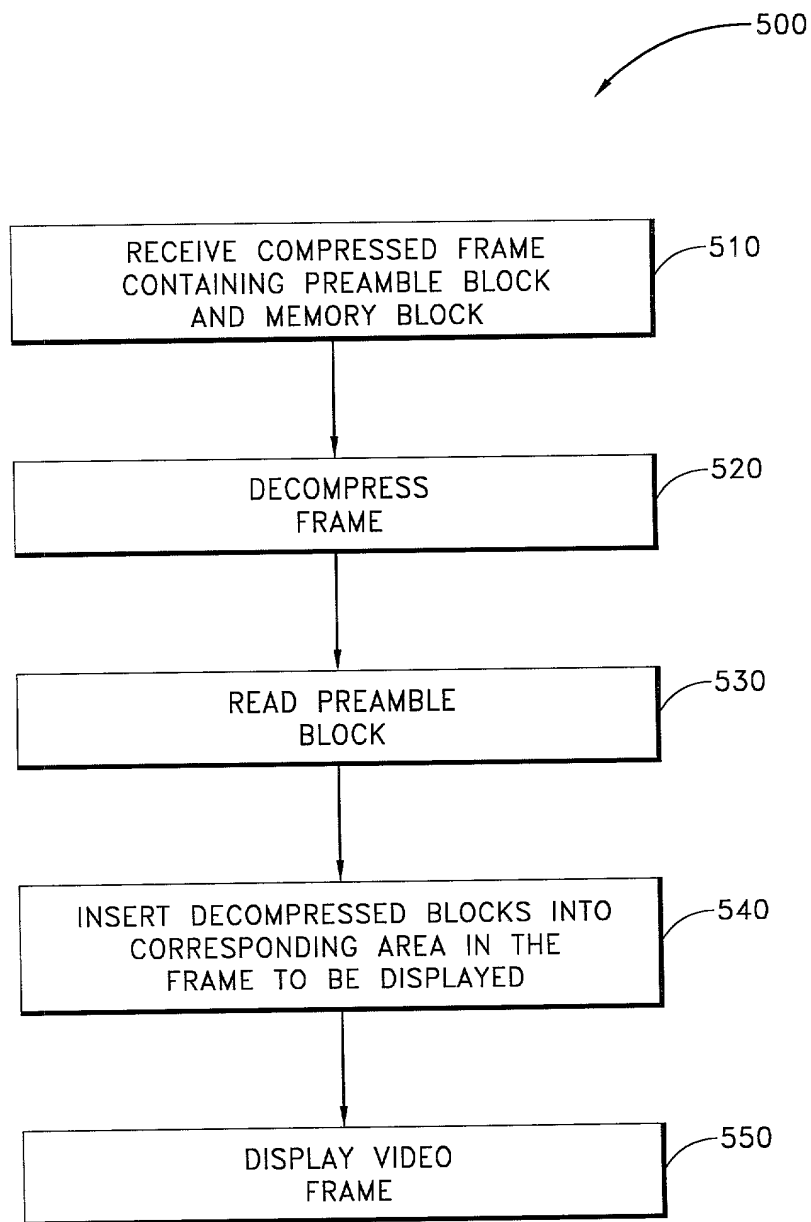 500
RECEIVE COMPRESSED FRAME
CONTAINING PREAMBLE BLOCK
AND MEMORY BLOCK
510
DECOMPRESS
FRAME
520
READ PREAMBLE
BLOCK
530
INSERT DECOMPRESSED BLOCKS INTO
CORRESPONDING AREA IN THE
FRAME TO BE DISPLAYED
540
DISPLAY VIDEO
FRAME
550